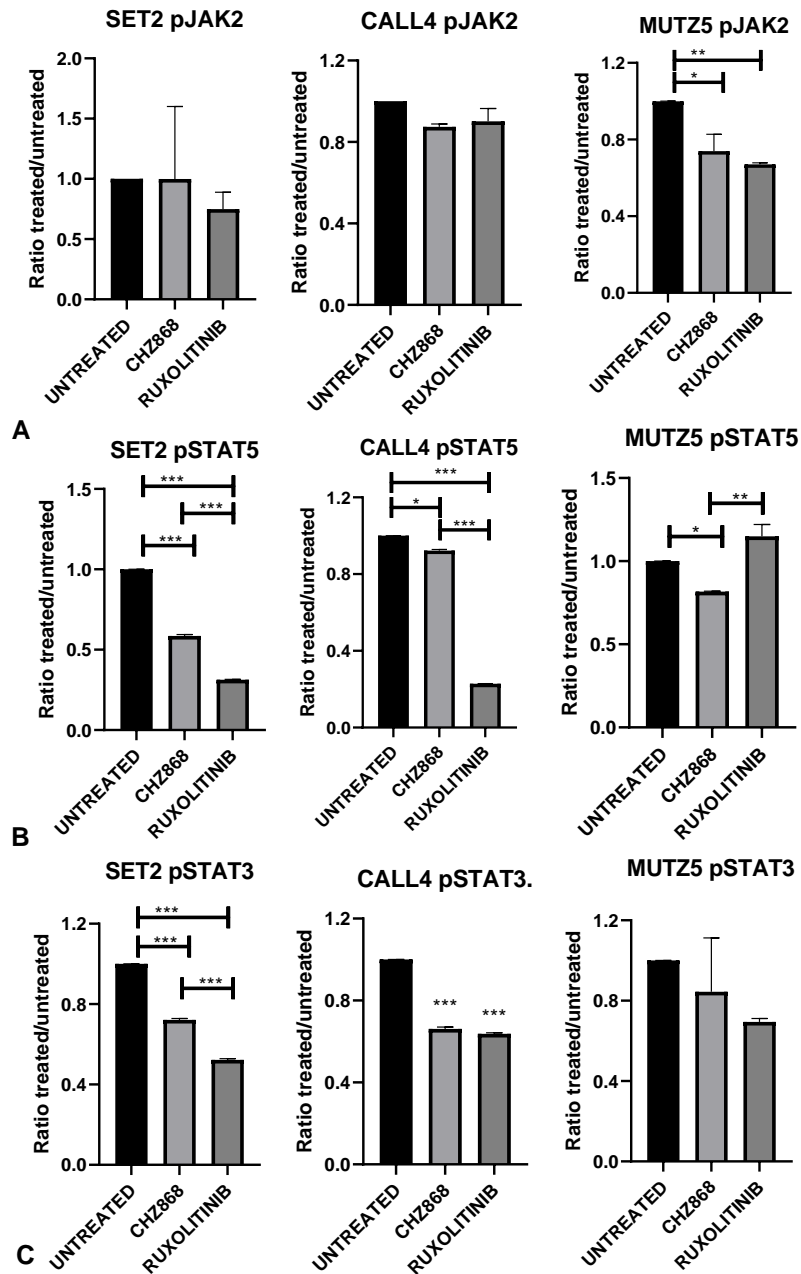 SET2 pJAK2
Ratio treated/untreated
2.0
1.5
1.0
0.5
0.0
UNTREATED
CHZ868
RUXOLITINIB
CALL4 pJAK2
Ratio treated/untreated
1.2
0.8
0.4
0.0
UNTREATED
CHZ868
RUXOLITINIB
MUTZ5 pJAK2
Ratio treated/untreated
1.2
0.8
0.4
0.0
**
*
UNTREATED
CHZ868
RUXOLITINIB
A
SET2 pSTAT5
Ratio treated/untreated
1.5
1.0
0.5
0.0
***
***
***
UNTREATED
CHZ868
RUXOLITINIB
CALL4 pSTAT5
Ratio treated/untreated
1.2
0.8
0.4
0.0
***
*
***
UNTREATED
CHZ868
RUXOLITINIB
MUTZ5 pSTAT5
Ratio treated/untreated
1.5
1.0
0.5
0.0
**
*
UNTREATED
CHZ868
RUXOLITINIB
B
SET2 pSTAT3
Ratio treated/untreated
1.2
0.8
0.4
0.0
***
***
***
UNTREATED
CHZ868
RUXOLITINIB
CALL4 pSTAT3.
Ratio treated/untreated
1.2
0.8
0.4
0.0
***
***
UNTREATED
CHZ868
RUXOLITINIB
MUTZ5 pSTAT3
Ratio treated/untreated
1.2
0.8
0.4
0.0
UNTREATED
CHZ868
RUXOLITINIB
C